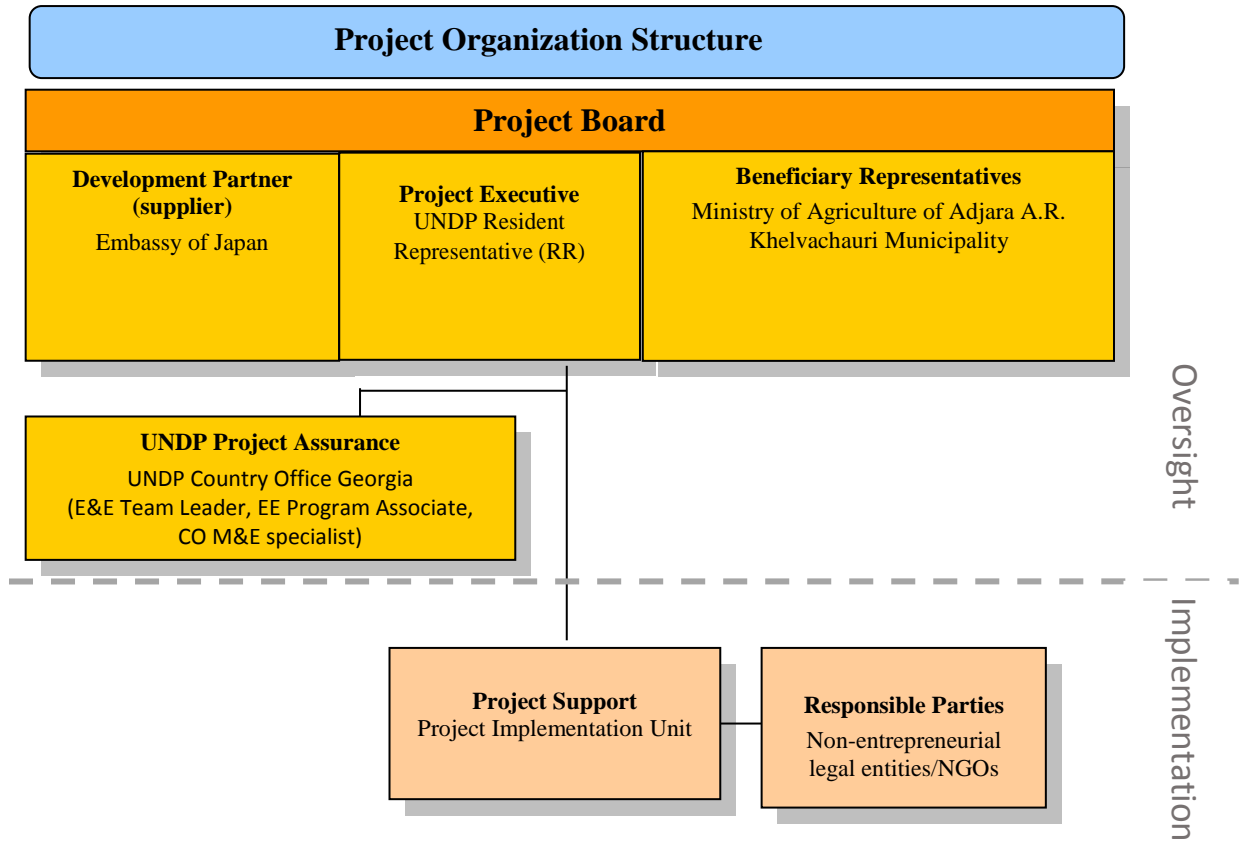 Project Organization Structure
Project Board
Development Partner
(supplier)
Embassy of Japan
Project Executive
UNDP Resident
Representative (RR)
Beneficiary Representatives
Ministry of Agriculture of Adjara A.R.
Khelvachauri Municipality
Oversight
UNDP Project Assurance
UNDP Country Office Georgia
(E&E Team Leader, EE Program Associate,
CO M&E specialist)
Implementation
Project Support
Project Implementation Unit
Responsible Parties
Non-entrepreneurial
legal entities/NGOs